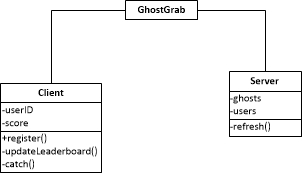 GhostGrab
Client
-userID
-score
+register()
-updateLeaderboard()
-catch()
Server
-ghosts
-users
-refresh()